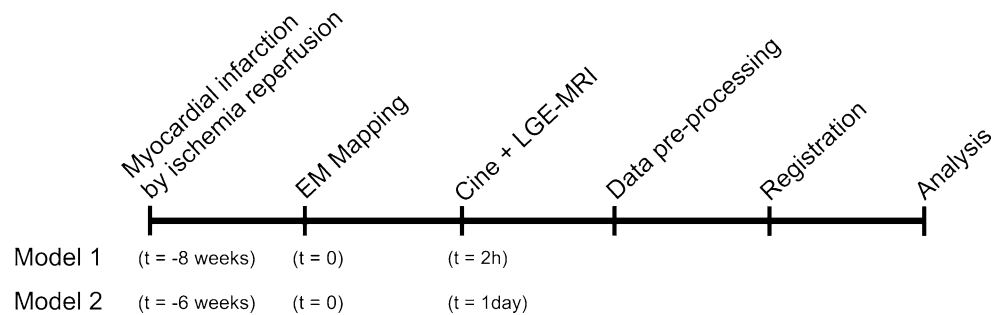 Myocardial infarction
by ischemia reperfusion
EM Mapping
Cine + LGE-MRI
Data pre-processing
Registration
Analysis
Model 1 (t = -8 weeks) (t = 0) (t = 2h)
Model 2 (t = -6 weeks) (t = 0) (t = 1day)